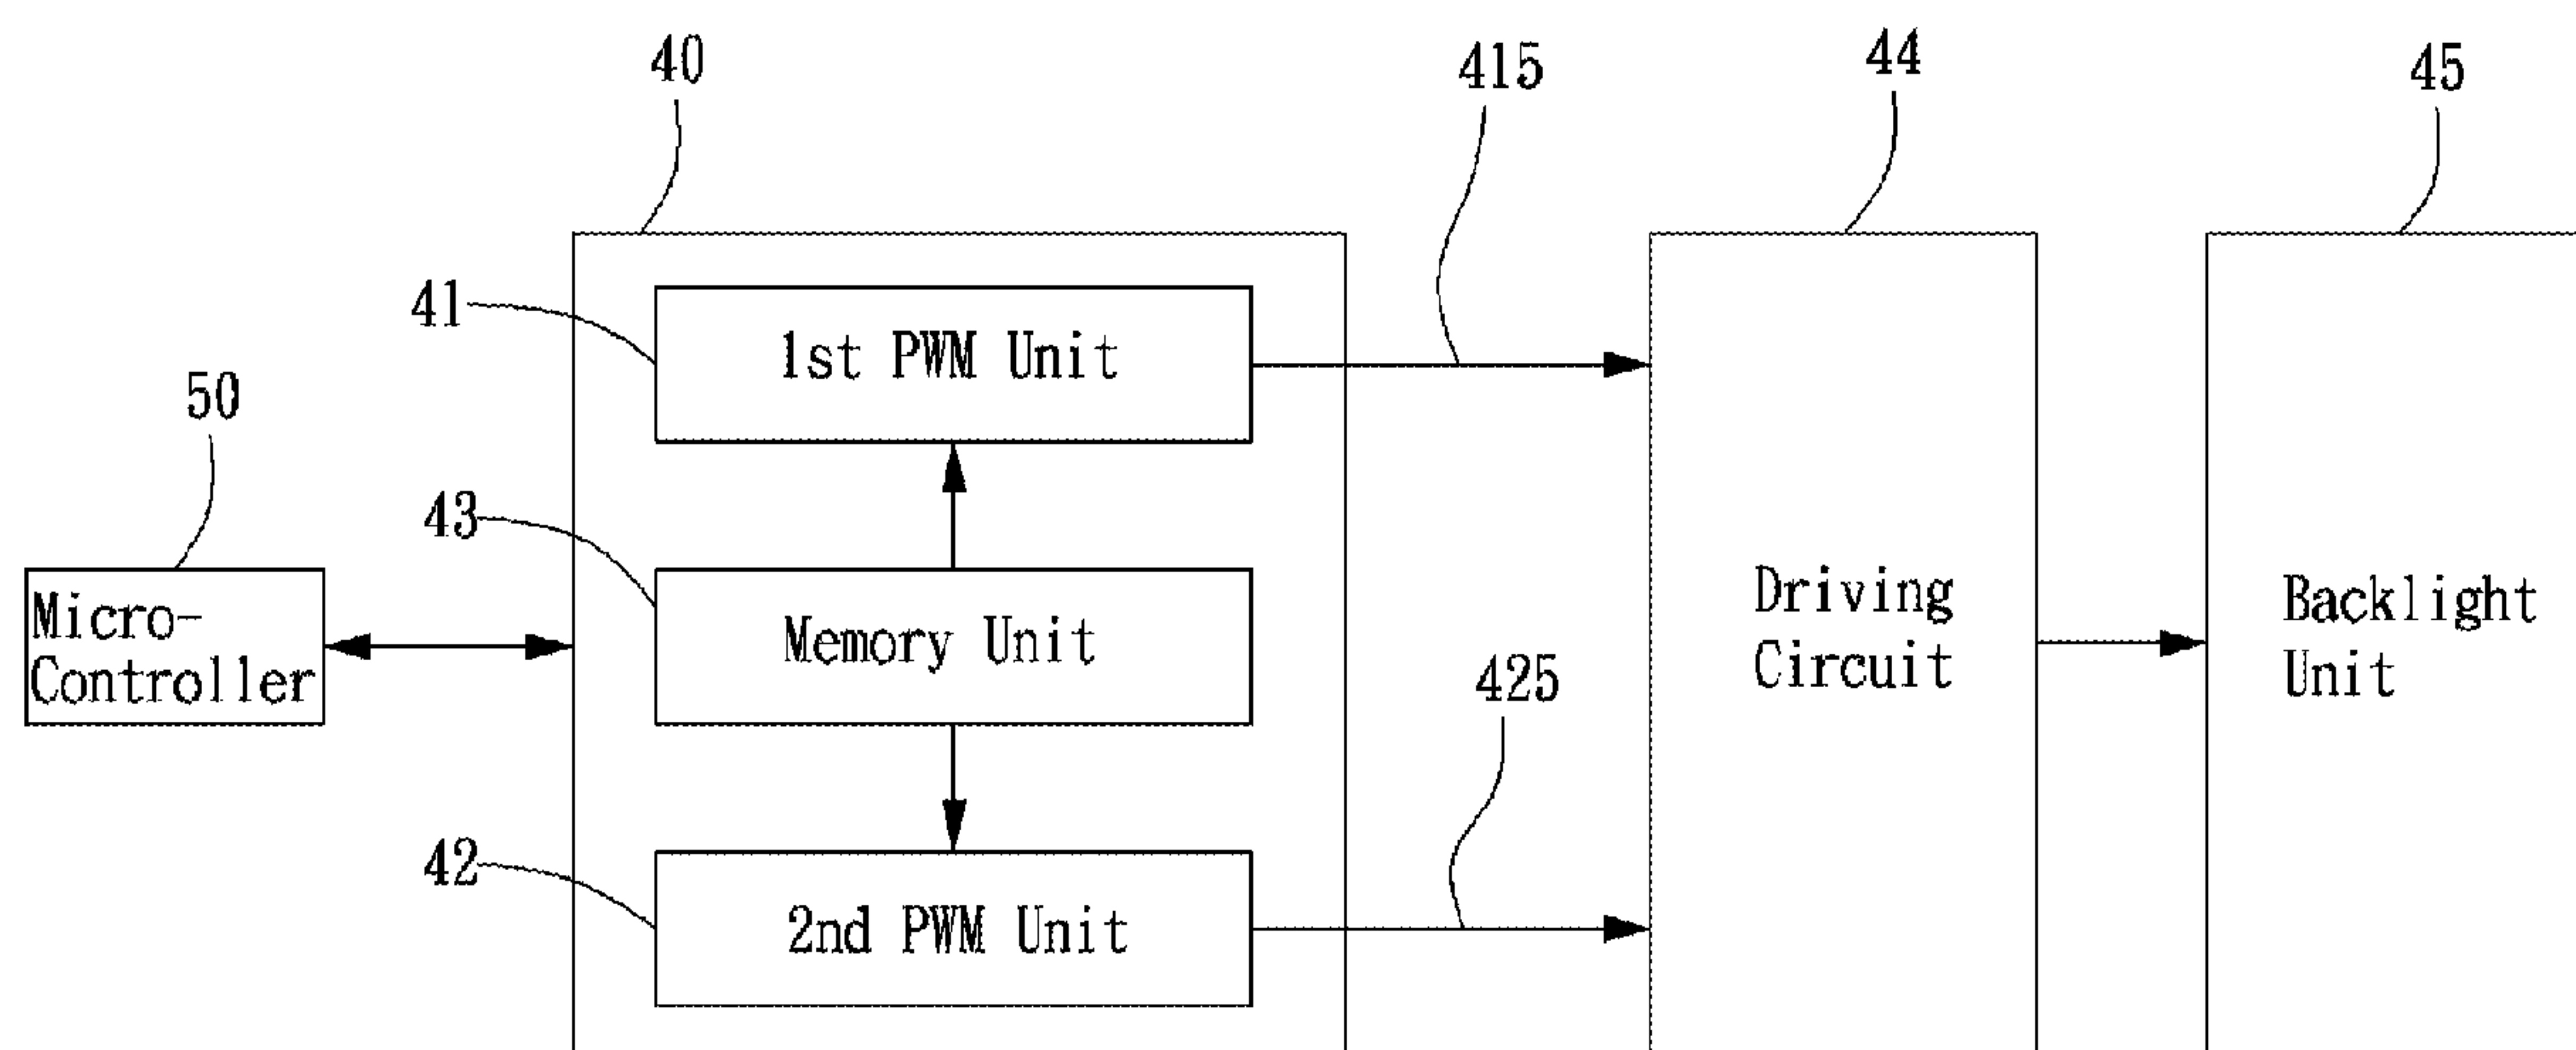 40
415
44
45
41
1st PWM Unit
50
43
Micro-
Controller
Memory Unit
Driving
Circuit
Backlight
Unit
425
42
2nd PWM Unit